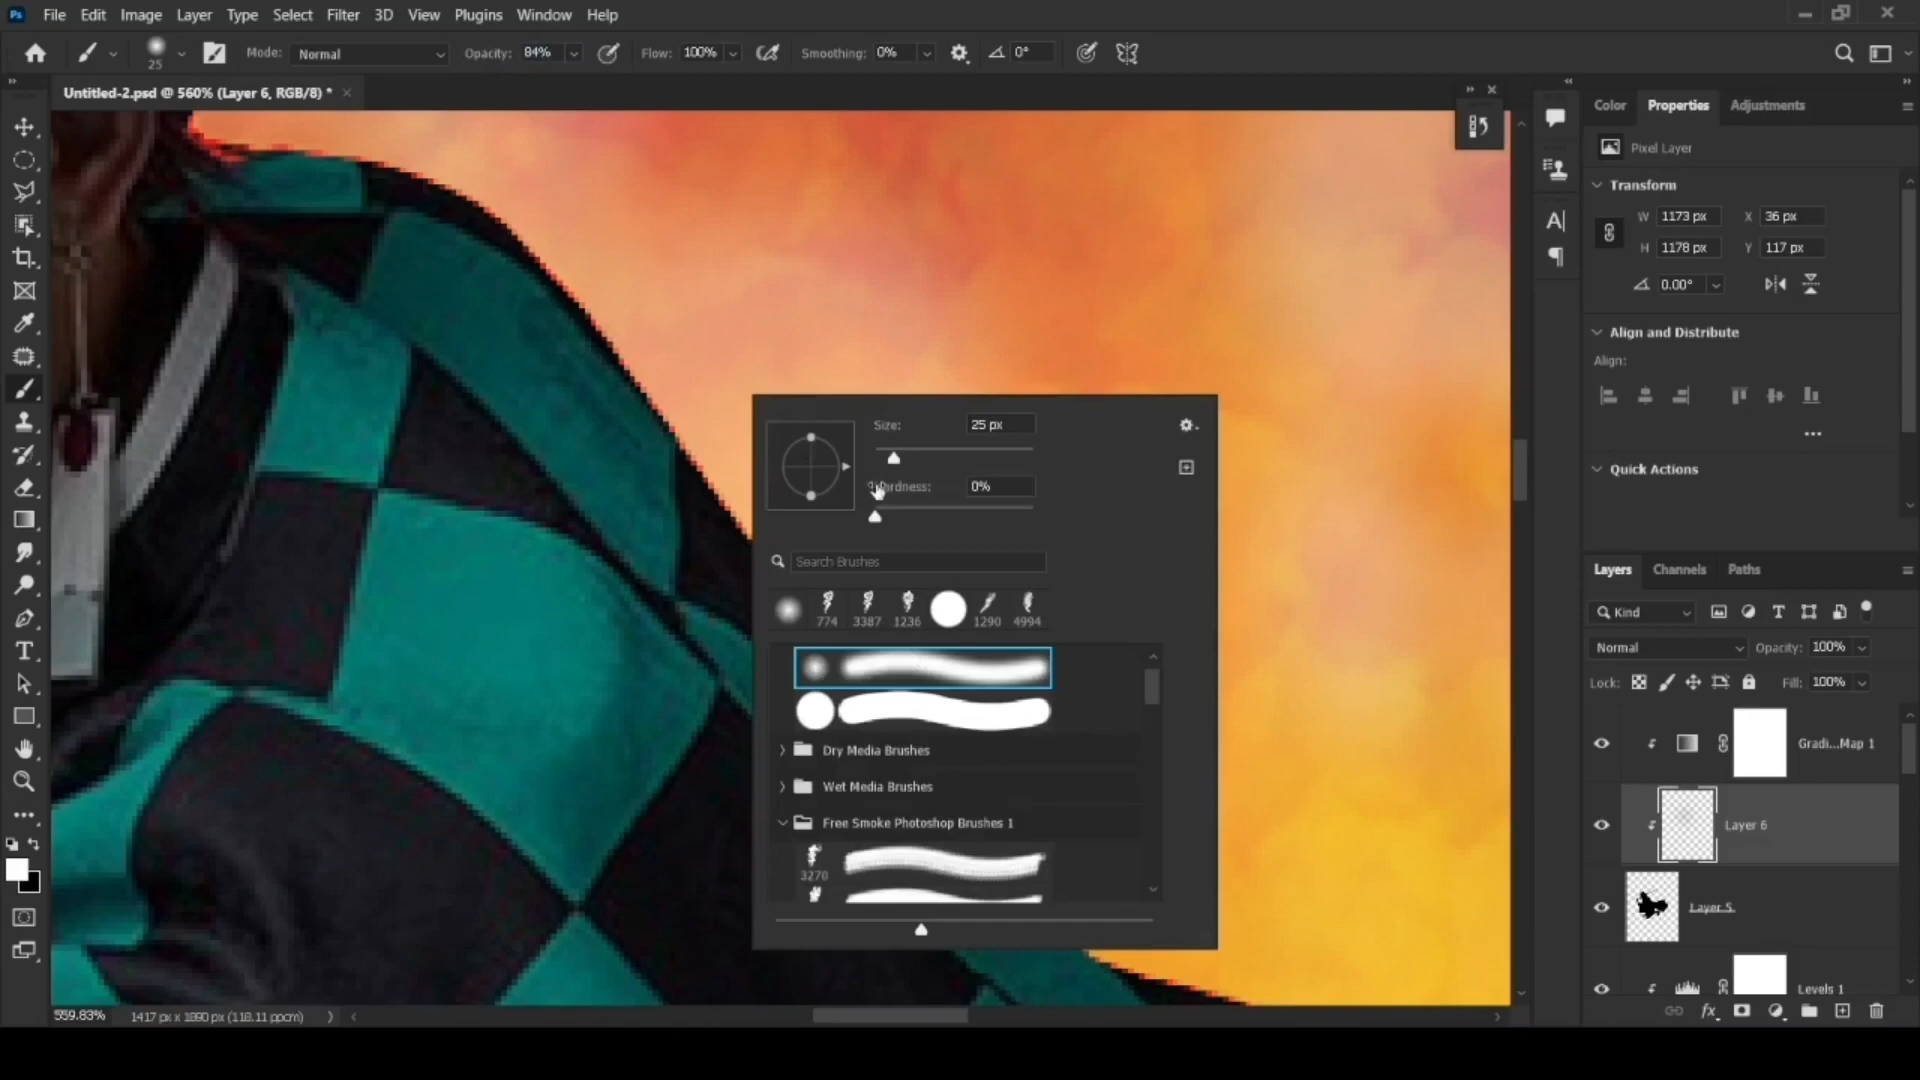 Ps File Edit Image Layer Type Select Filter 3D View Plugins Window Help
25 Mode: Normal Opacity: 84% Flow: 100% Smoothing: 0% 0°
Untitled-2.psd @ 560% (Layer 6, RGB/8) *
Color Properties Adjustments
Pixel Layer
Transform
W 1173 px X 36 px
H 1178 px Y 117 px
0.00°
Align and Distribute
Align:
Quick Actions
Size: 25 px
0%
Search Brushes
774 3387 1236 1290 4994
Dry Media Brushes
Wet Media Brushes
Free Smoke Photoshop Brushes 1
3270
Layers Channels Paths
Kind
Normal Opacity: 100%
Lock: Fill: 100%
Gradi...Map 1
Layer 6
Layer 5
Levels 1
559.83% 1417 px x 1890 px (118.11 ppcm)